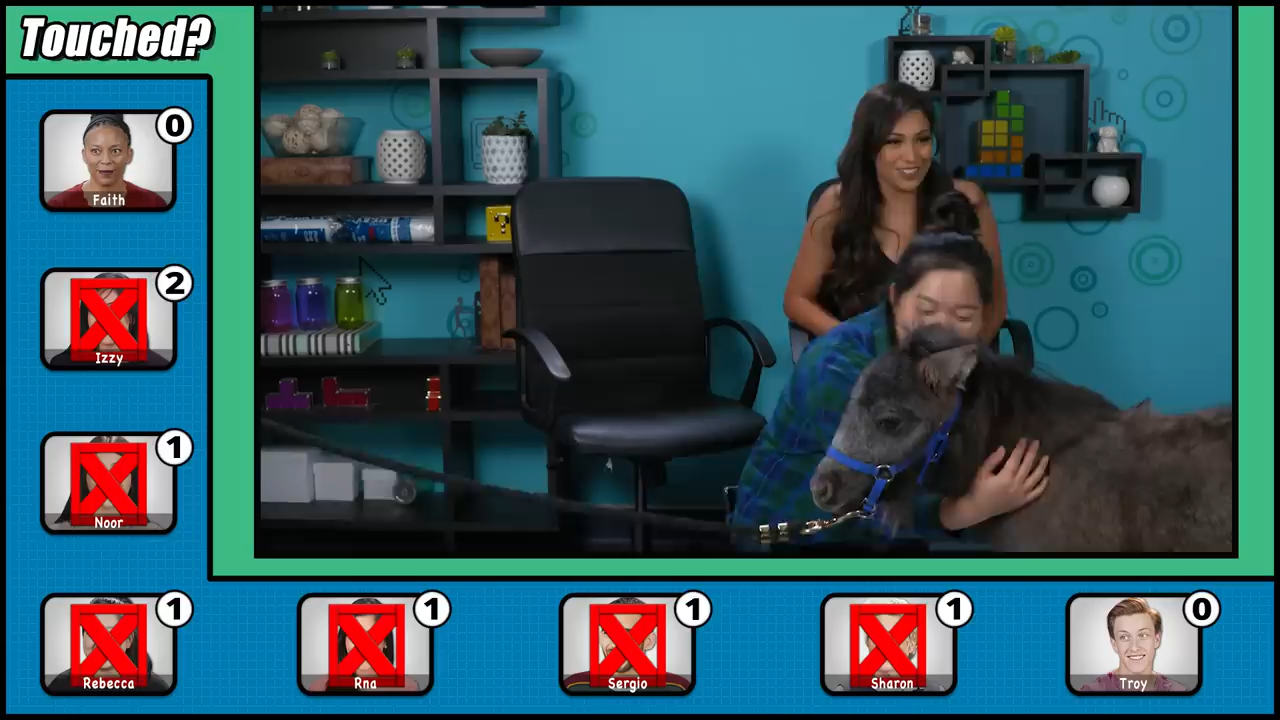 Touched?
0
Faith
2
Izzy
1
Noor
1
Rebecca
1
Rna
1
Sergio
1
Sharon
0
Troy
?